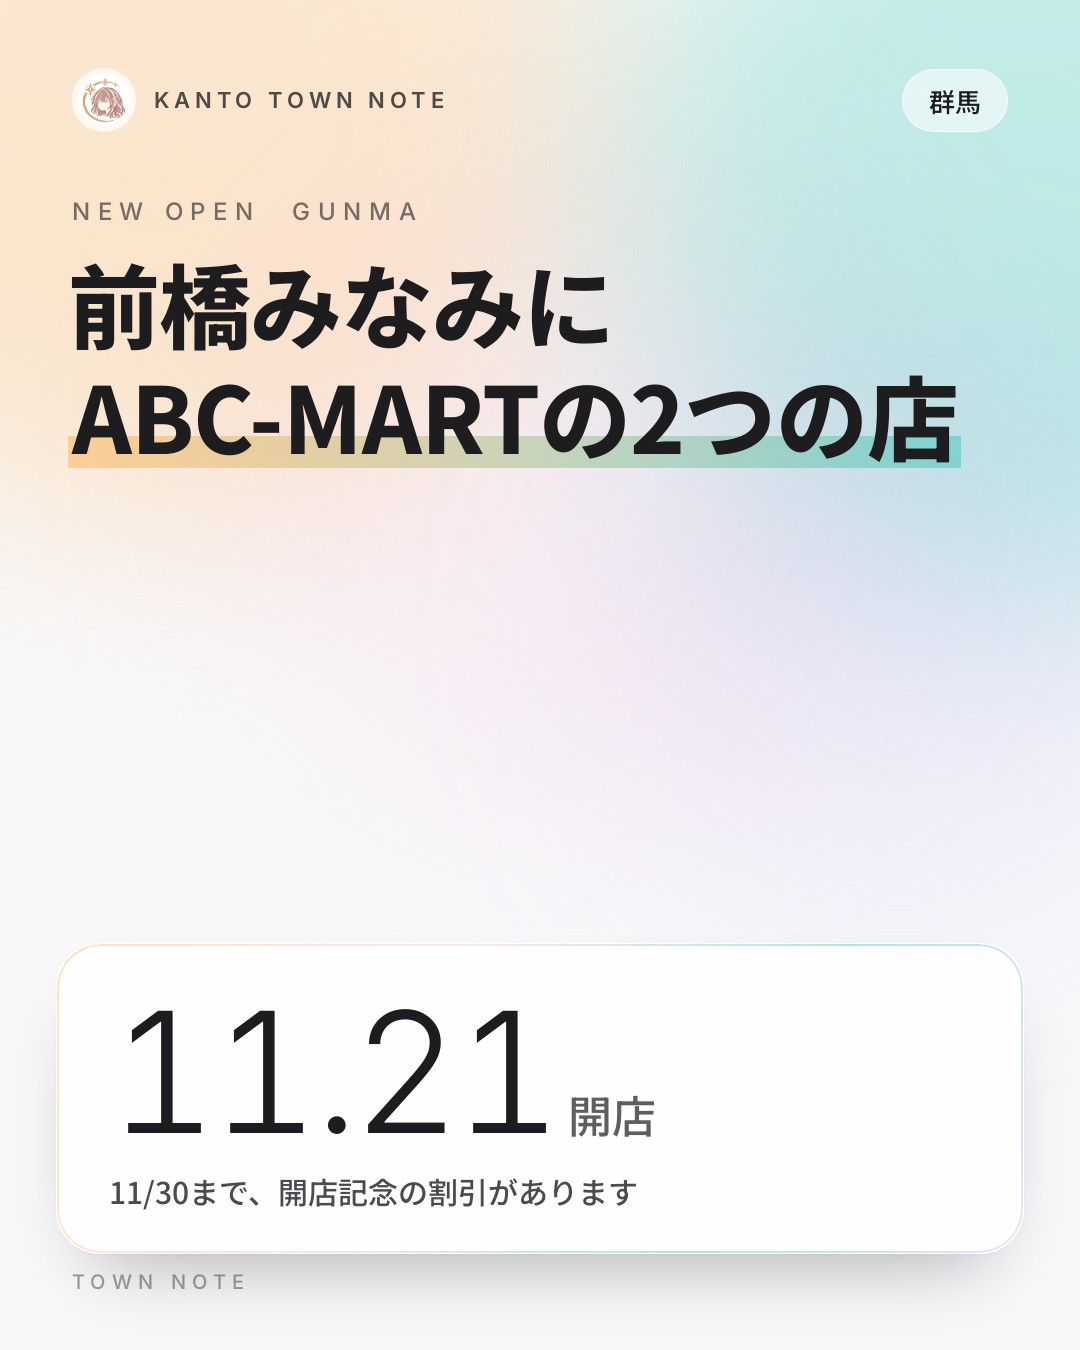 KANTO TOWN NOTE
群馬
NEW OPEN GUNMA
前橋みなみに
ABC-MARTの2つの店
11.21 開店
11/30まで、開店記念の割引があります
TOWN NOTE